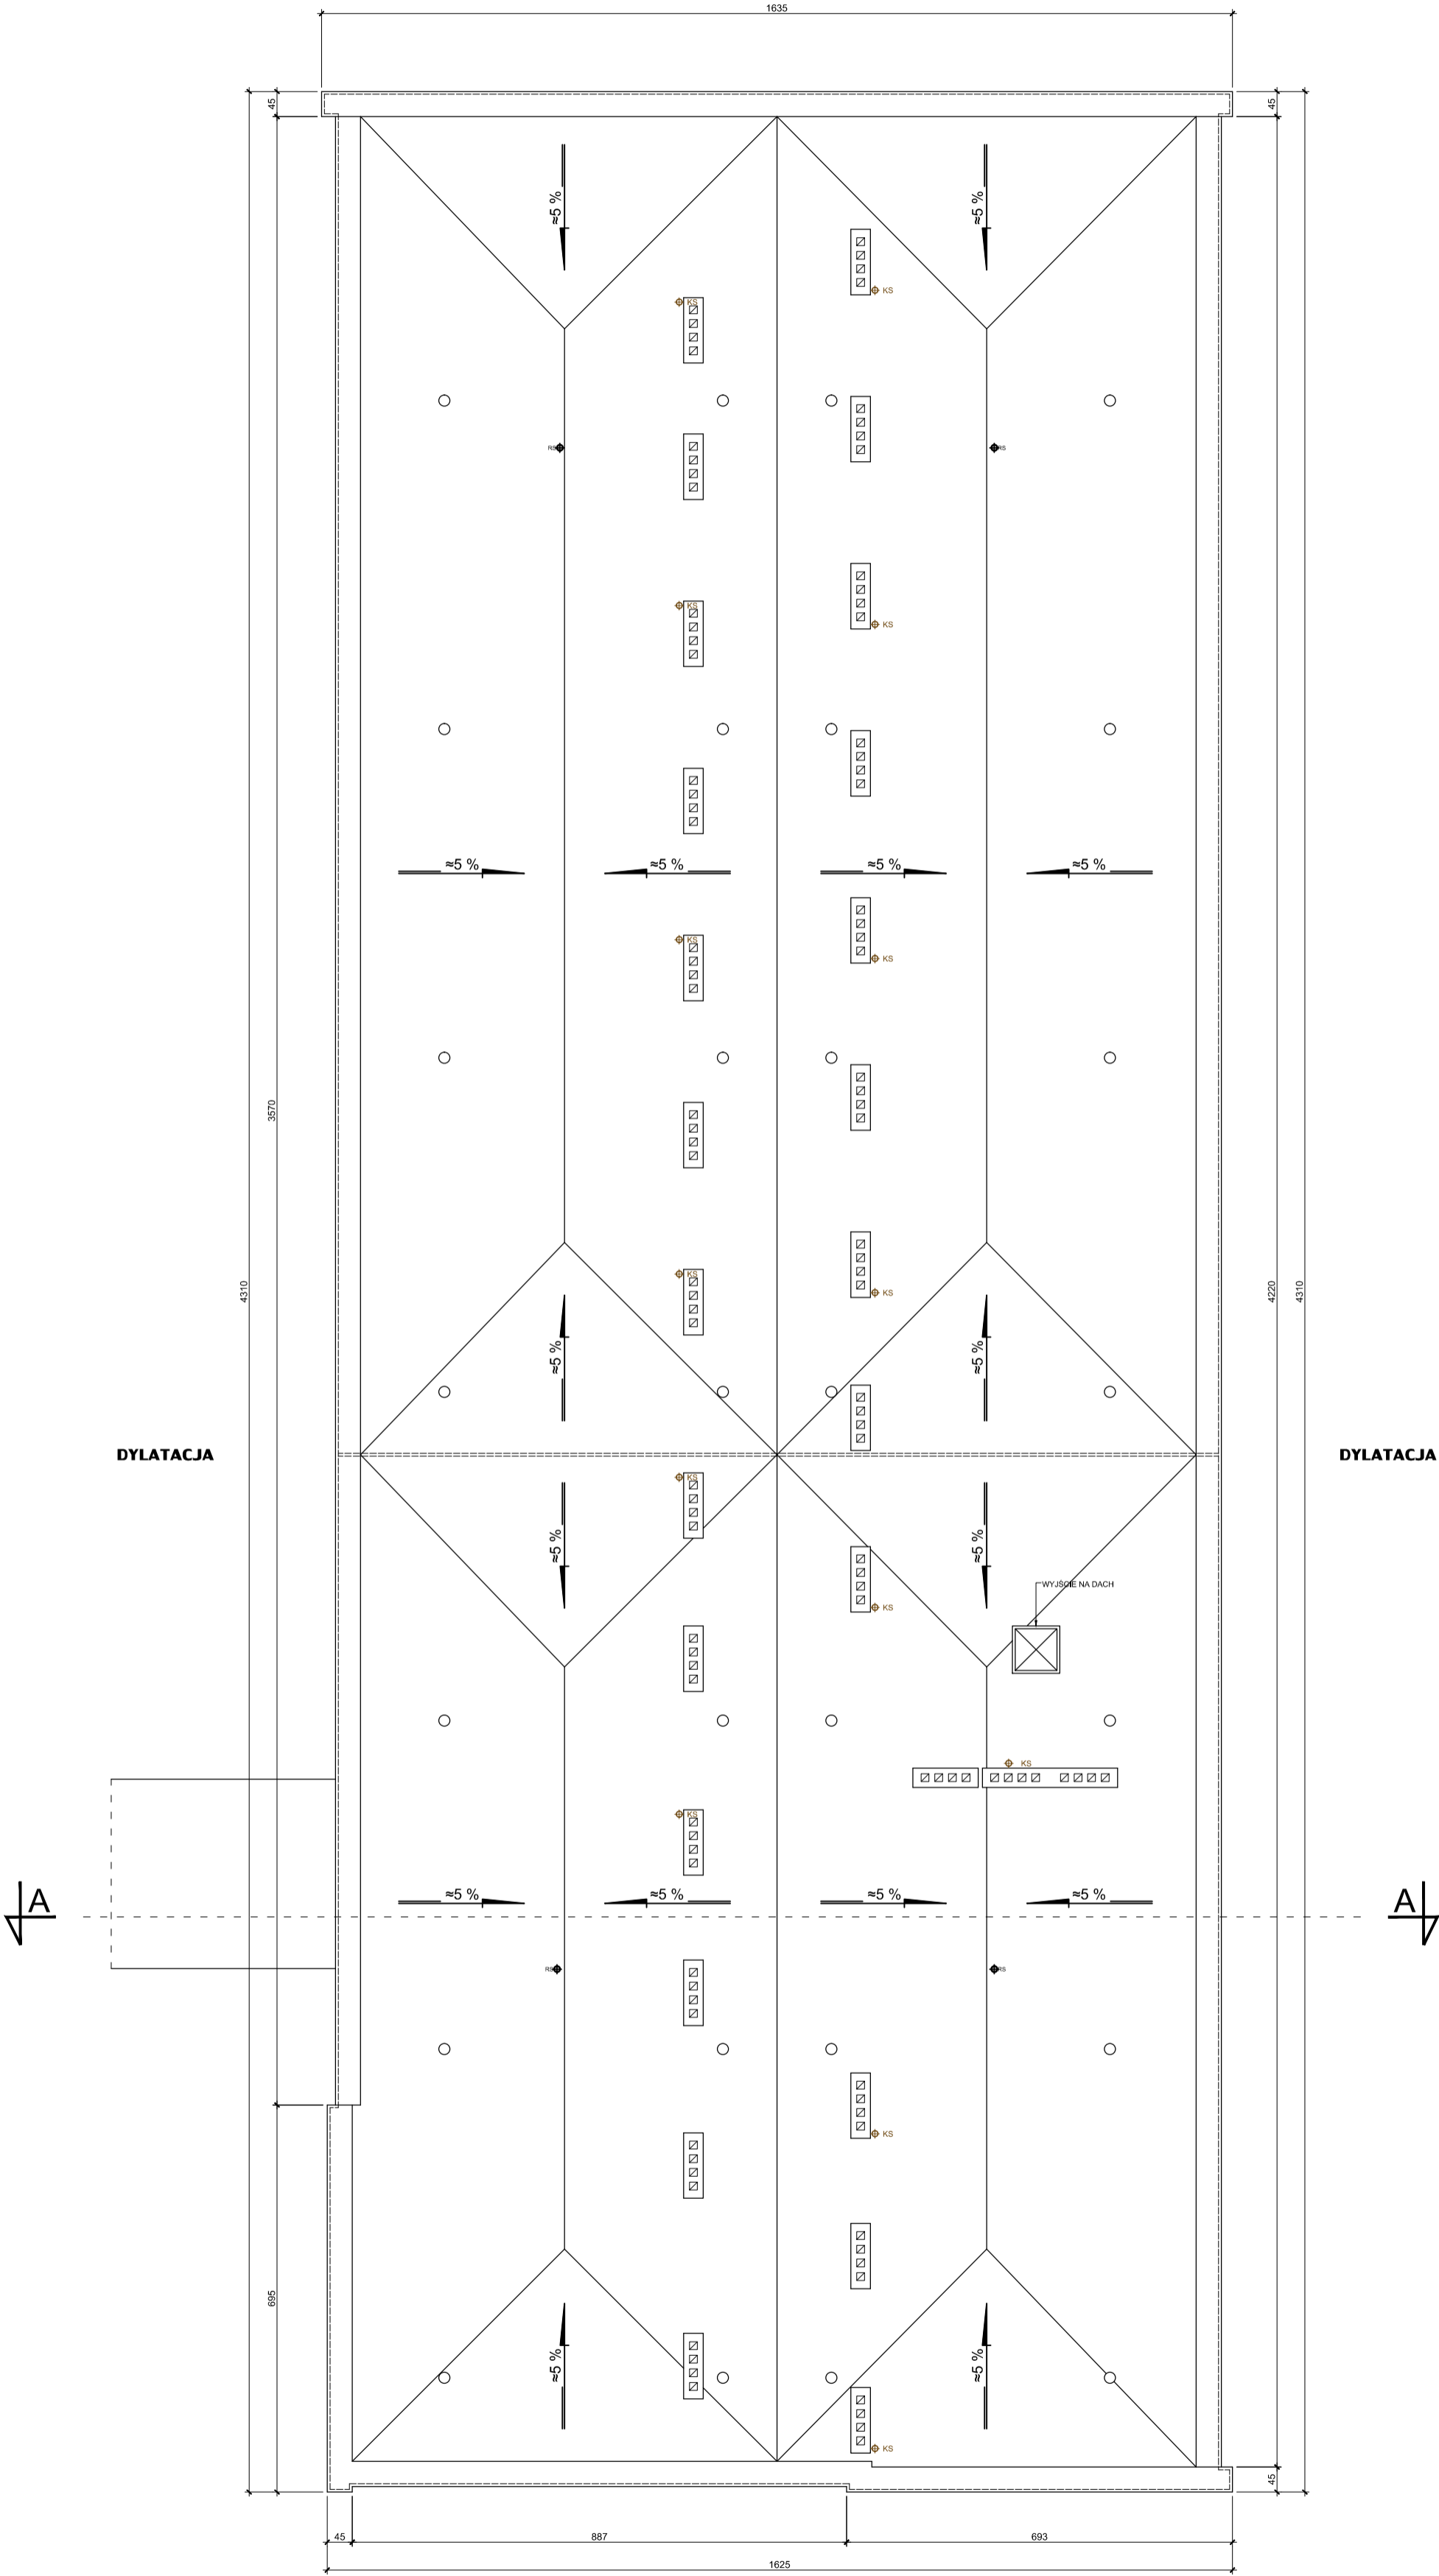 1635
45
45
≈5 %
≈5 %
KS
KS
RS
RS
KS
KS
≈5 %
≈5 %
≈5 %
≈5 %
KS
KS
3570
4310
4220
4310
KS
KS
≈5 %
≈5 %
DYLATACJA
DYLATACJA
KS
≈5 %
≈5 %
WYJŚCIE NA DACH
KS
KS
KS
≈5 %
≈5 %
≈5 %
≈5 %
A
A
RS
RS
KS
695
≈5 %
≈5 %
KS
45
45
887
693
1625